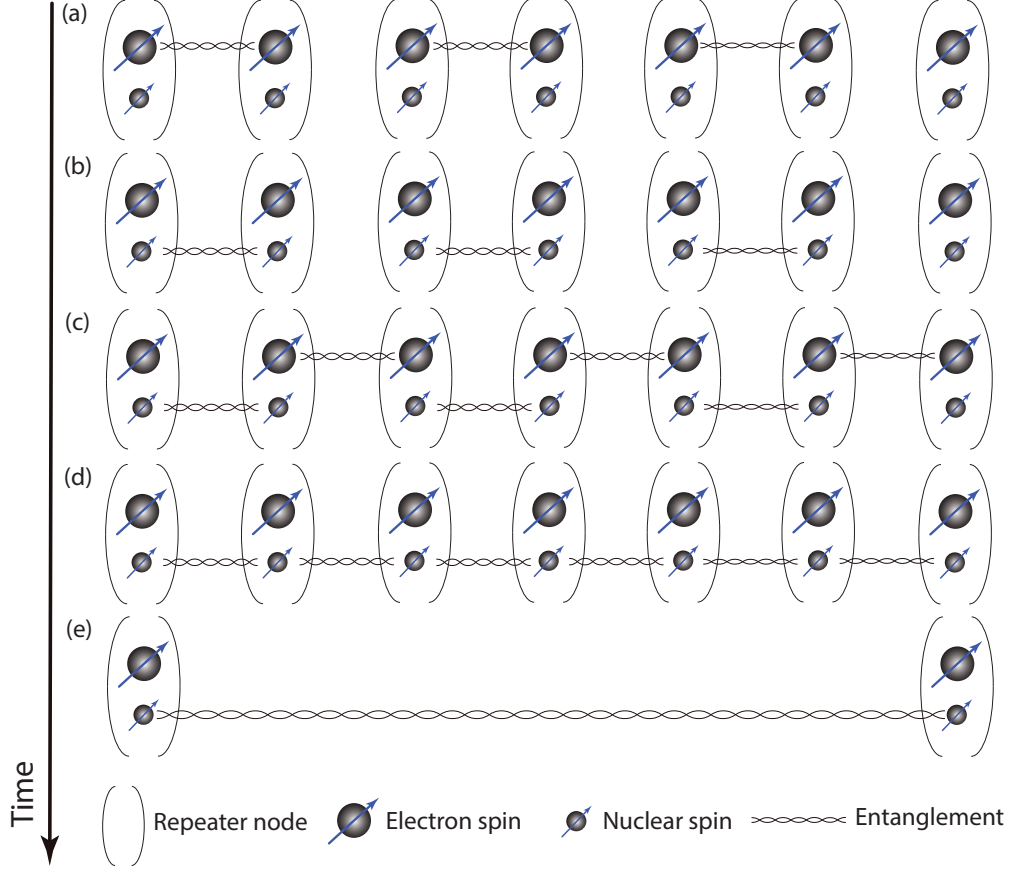 (a)
(b)
(c)
(d)
(e)
Time
Repeater node
Electron spin
Nuclear spin
Entanglement